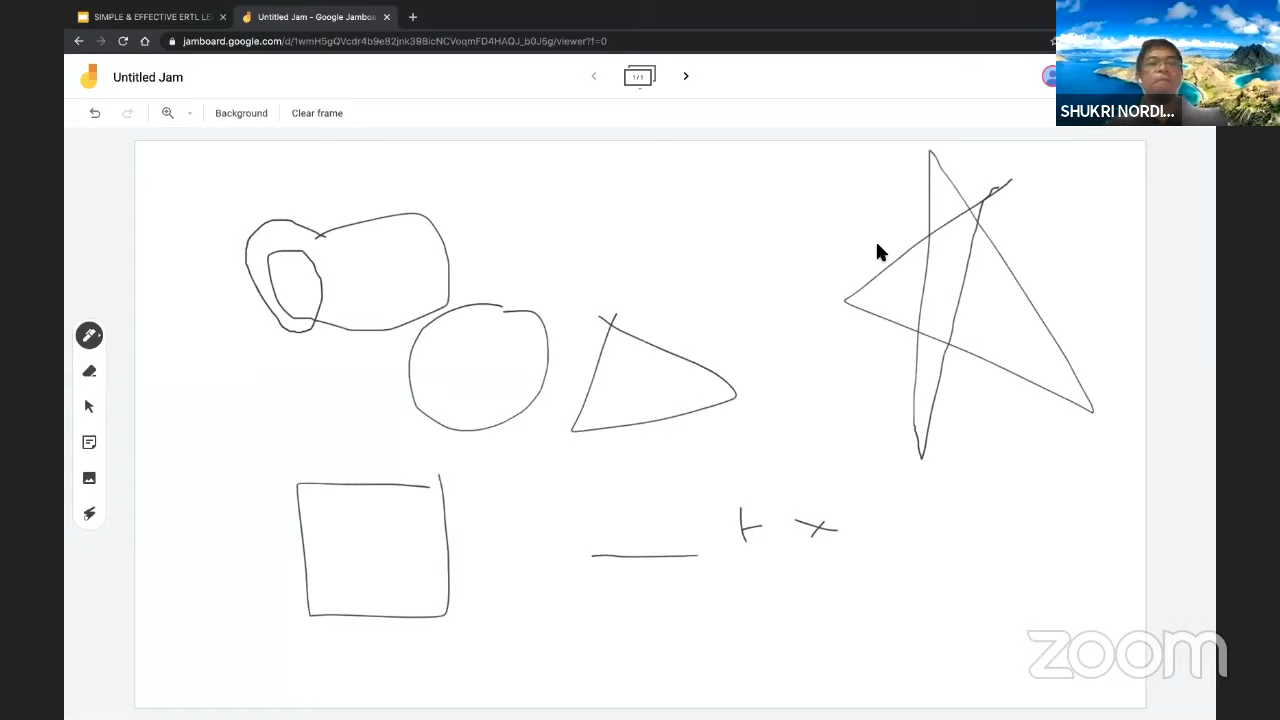 SIMPLE & EFFECTIVE ERTL LE
Untitled Jam - Google Jamboa
jamboard.google.com/d/1wmH5gQVcdr4b9e82jnk39BicNCVoqmFD4HAQJ_b0J5g/viewer?f=0
Untitled Jam
1/1
Background
Clear frame
SHUKRI NORDI...
+ x
zoom